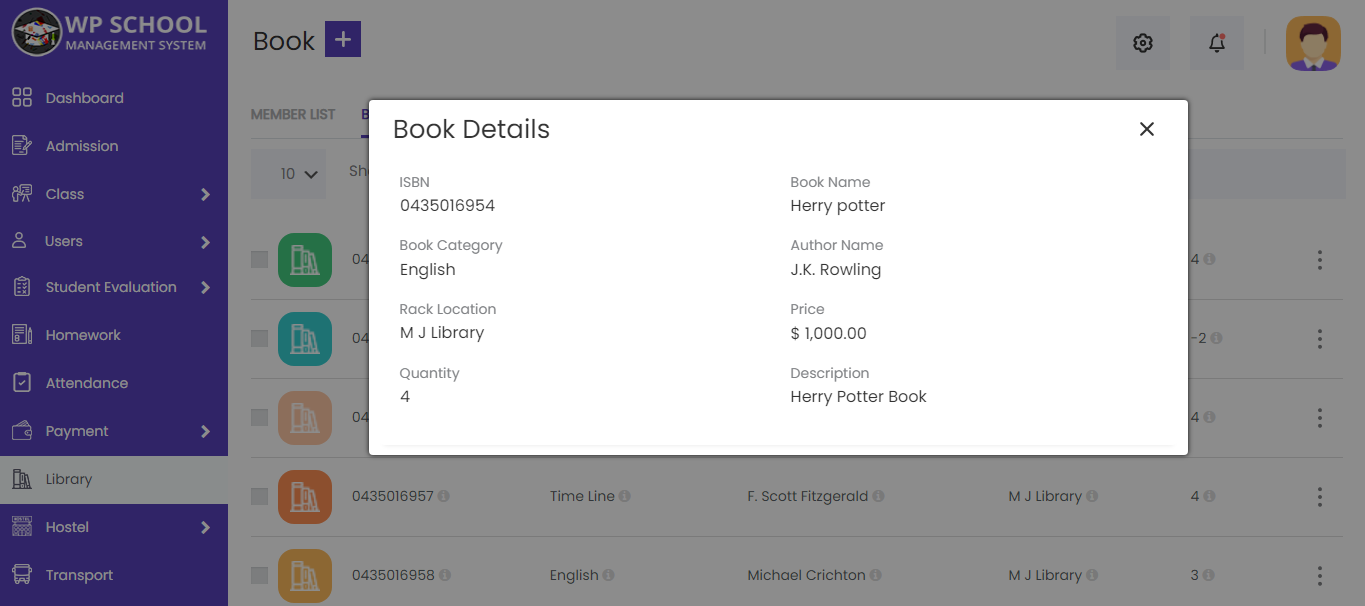 WP SCHOOL
MANAGEMENT SYSTEM
Dashboard
Admission
Class
Users
Student Evaluation
Homework
Attendance
Payment
Library
Hostel
Transport
Book +
MEMBER LIST
10
Book Details
ISBN
0435016954
Book Name
Herry potter
Book Category
English
Author Name
J.K. Rowling
Rack Location
M J Library
Price
$ 1,000.00
Quantity
4
Description
Herry Potter Book
04 4
04 -2
04 4
0435016957 Time Line F. Scott Fitzgerald M J Library 4
0435016958 English Michael Crichton M J Library 3